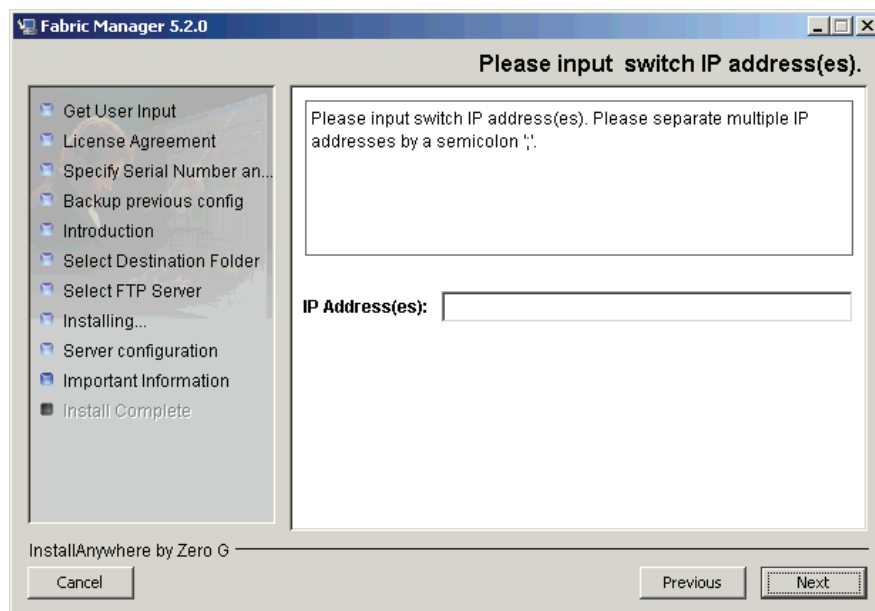 Fabric Manager 5.2.0
Please input switch IP address(es).
Get User Input
License Agreement
Specify Serial Number an...
Backup previous config
Introduction
Select Destination Folder
Select FTP Server
Installing...
Server configuration
Important Information
Install Complete
Please input switch IP address(es). Please separate multiple IP
addresses by a semicolon ';'.
IP Address(es):
InstallAnywhere by Zero G
Cancel
Previous
Next